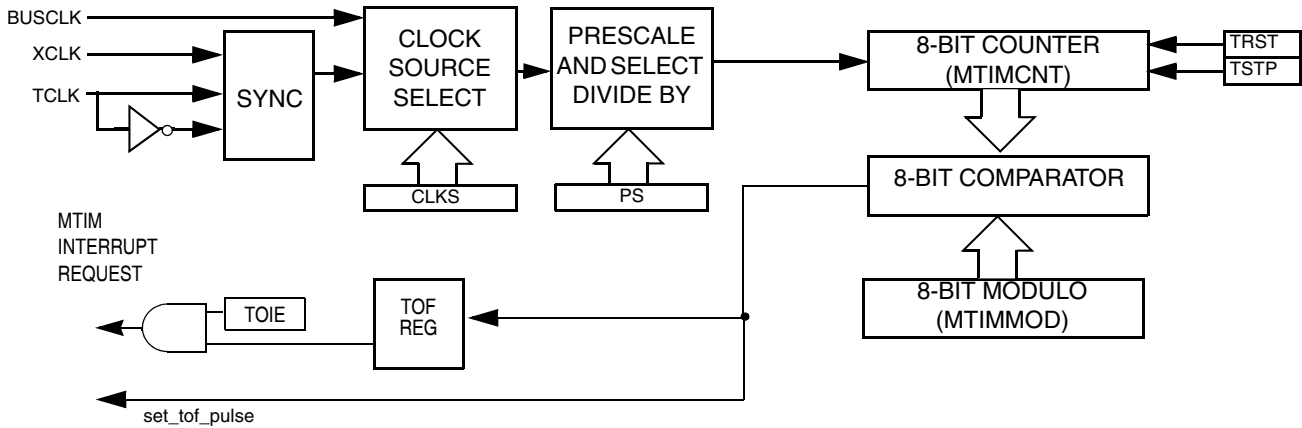 BUSCLK
XCLK
TCLK
SYNC
CLOCK
SOURCE
SELECT
CLKS
PRESCALE
AND SELECT
DIVIDE BY
PS
8-BIT COUNTER
(MTIMCNT)
TRST
TSTP
8-BIT COMPARATOR
8-BIT MODULO
(MTIMMOD)
MTIM
INTERRUPT
REQUEST
TOIE
TOF
REG
set_tof_pulse